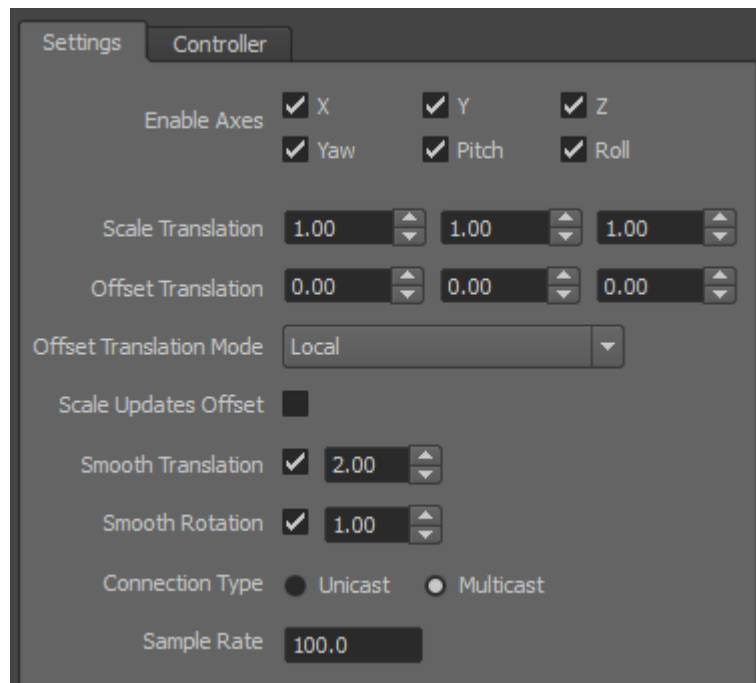 Settings Controller
Enable Axes X Y Z
Yaw Pitch Roll
Scale Translation 1.00 1.00 1.00
Offset Translation 0.00 0.00 0.00
Offset Translation Mode Local
Scale Updates Offset
Smooth Translation 2.00
Smooth Rotation 1.00
Connection Type Unicast Multicast
Sample Rate 100.0